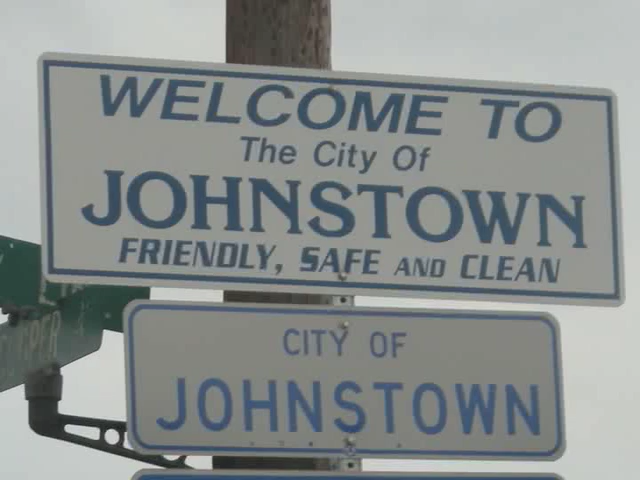 WELCOME TO
The City Of
JOHNSTOWN
FRIENDLY, SAFE AND CLEAN
CITY OF
JOHNSTOWN